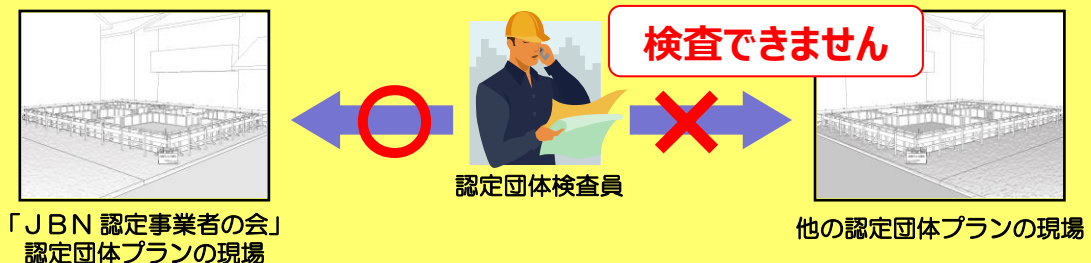 検査できません
認定団体検査員
「ＪＢＮ 認定事業者の会」
認定団体プランの現場
他の認定団体プランの現場